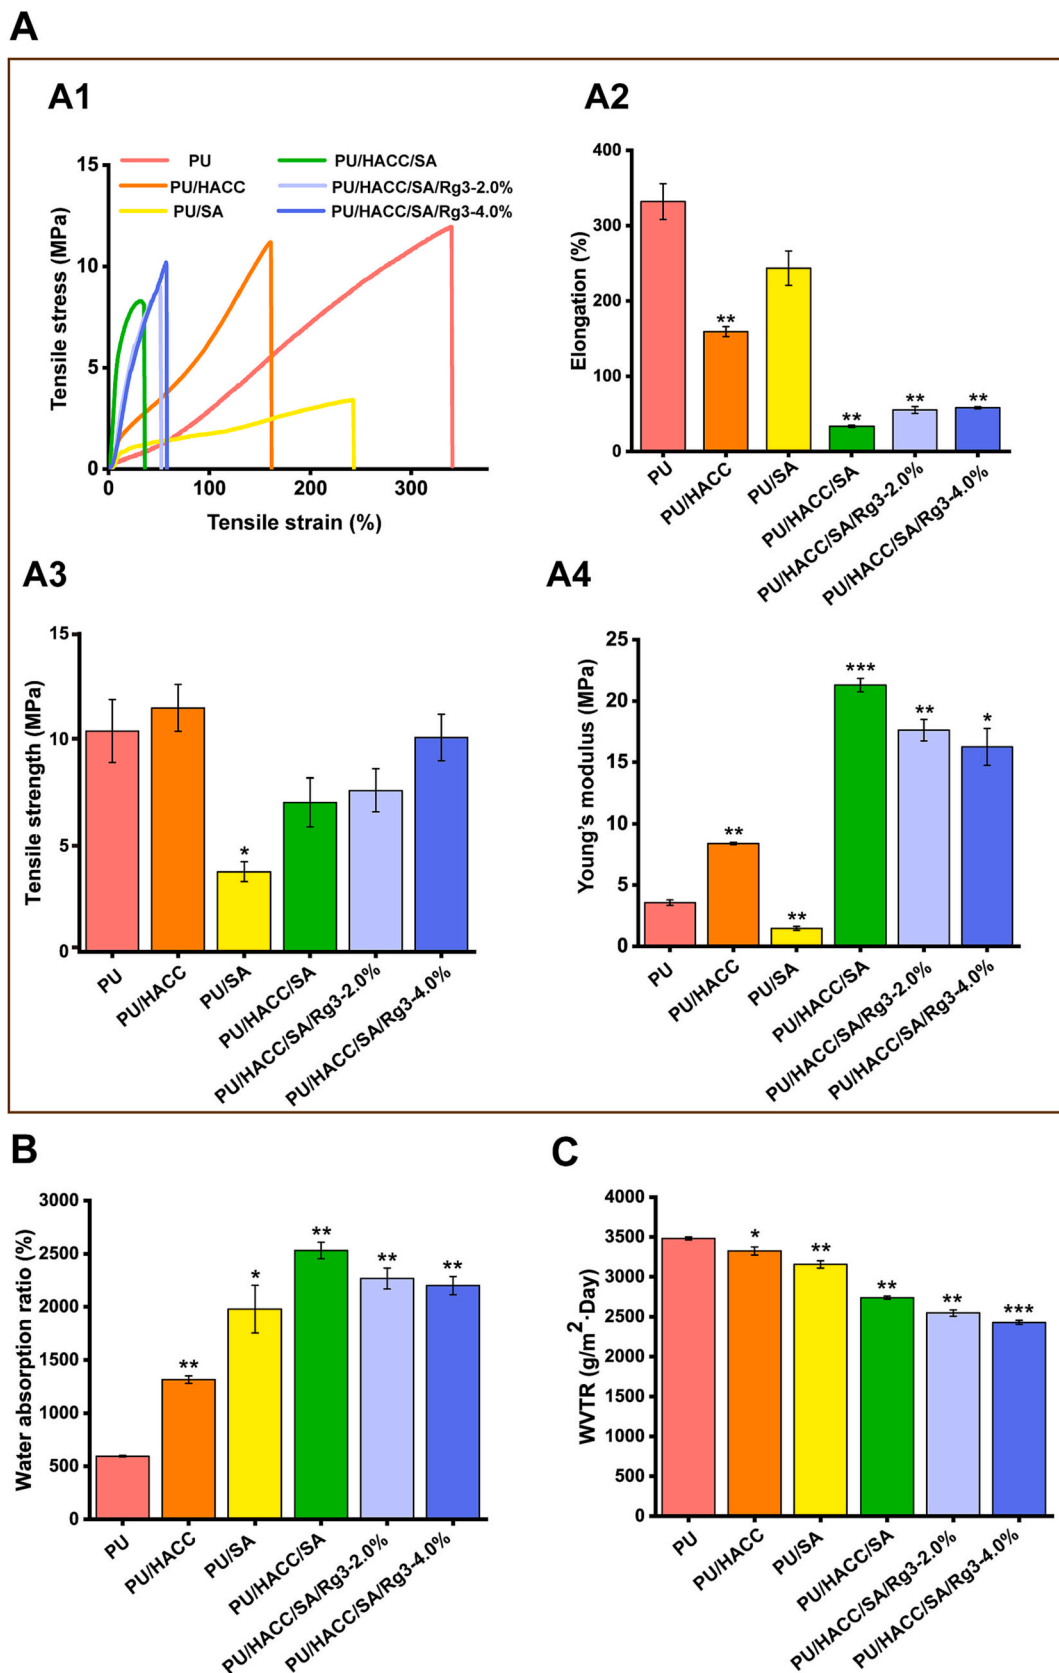 A
A1
15
10
5
0
0 100 200 300
Tensile stress (MPa)
Tensile strain (%)
PU
PU/HACC
PU/SA
PU/HACC/SA
PU/HACC/SA/Rg3-2.0%
PU/HACC/SA/Rg3-4.0%
A2
400
300
200
100
0
Elongation (%)
**
**
**
**
PU
PU/HACC
PU/SA
PU/HACC/SA
PU/HACC/SA/Rg3-2.0%
PU/HACC/SA/Rg3-4.0%
A3
15
10
5
0
Tensile strength (MPa)
*
PU
PU/HACC
PU/SA
PU/HACC/SA
PU/HACC/SA/Rg3-2.0%
PU/HACC/SA/Rg3-4.0%
A4
25
20
15
10
5
0
Young's modulus (MPa)
**
**
***
**
*
PU
PU/HACC
PU/SA
PU/HACC/SA
PU/HACC/SA/Rg3-2.0%
PU/HACC/SA/Rg3-4.0%
B
3000
2500
2000
1500
1000
500
0
Water absorption ratio (%)
**
*
**
**
**
PU
PU/HACC
PU/SA
PU/HACC/SA
PU/HACC/SA/Rg3-2.0%
PU/HACC/SA/Rg3-4.0%
C
4000
3500
3000
2500
2000
1500
1000
500
0
WVTR (g/m²·Day)
*
**
**
**
***
PU
PU/HACC
PU/SA
PU/HACC/SA
PU/HACC/SA/Rg3-2.0%
PU/HACC/SA/Rg3-4.0%